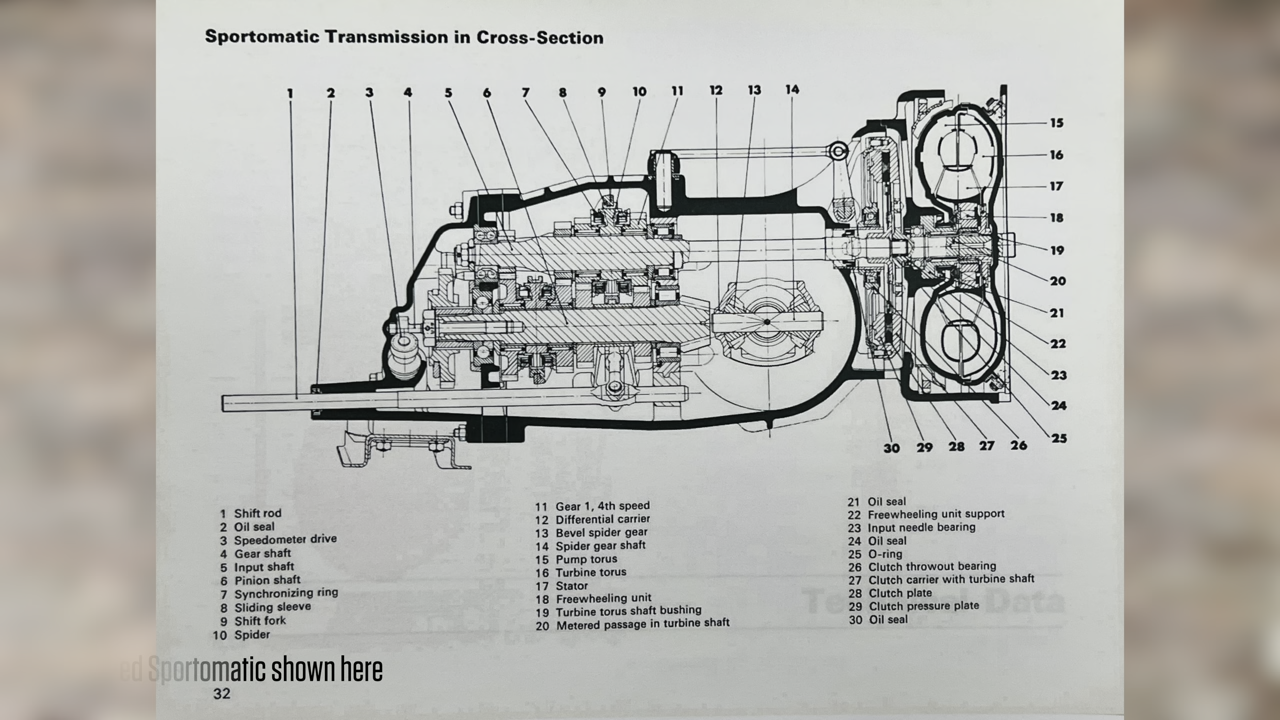 Sportomatic Transmission in Cross-Section
1 2 3 4 5 6 7 8 9 10 11 12 13 14
15
16
17
18
19
20
21
22
23
24
25
30 29 28 27 26
1 Shift rod
2 Oil seal
3 Speedometer drive
4 Gear shaft
5 Input shaft
6 Pinion shaft
7 Synchronizing ring
8 Sliding sleeve
9 Shift fork
10 Spider
11 Gear 1, 4th speed
12 Differential carrier
13 Bevel spider gear
14 Spider gear shaft
15 Pump torus
16 Turbine torus
17 Stator
18 Freewheeling unit
19 Turbine torus shaft bushing
20 Metered passage in turbine shaft
21 Oil seal
22 Freewheeling unit support
23 Input needle bearing
24 Oil seal
25 O-ring
26 Clutch throwout bearing
27 Clutch carrier with turbine shaft
28 Clutch plate
29 Clutch pressure plate
30 Oil seal
Sportomatic shown here
32